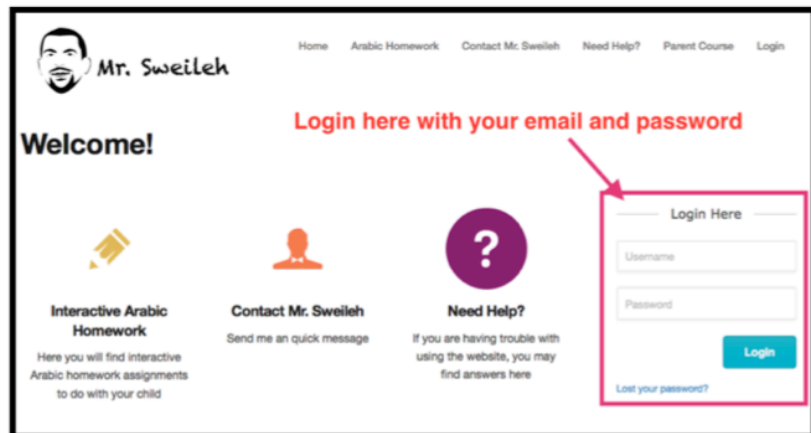 Mr. Sweileh
Home Arabic Homework Contact Mr. Sweileh Need Help? Parent Course Login
Login here with your email and password
Welcome!
Login Here
Username
Password
Login
Lost your password?
?
Interactive Arabic
Homework
Here you will find interactive
Arabic homework assignments
to do with your child
Contact Mr. Sweileh
Send me an quick message
Need Help?
If you are having trouble with
using the website, you may
find answers here